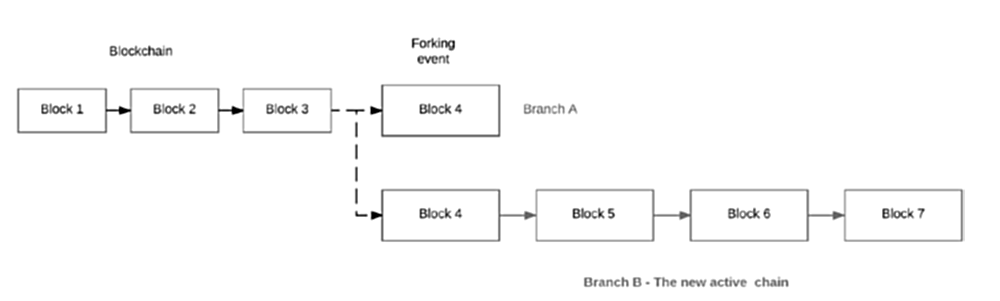 Blockchain
Forking
event
Block 1
Block 2
Block 3
Block 4
Branch A
Block 4
Block 5
Block 6
Block 7
Branch B - The new active chain